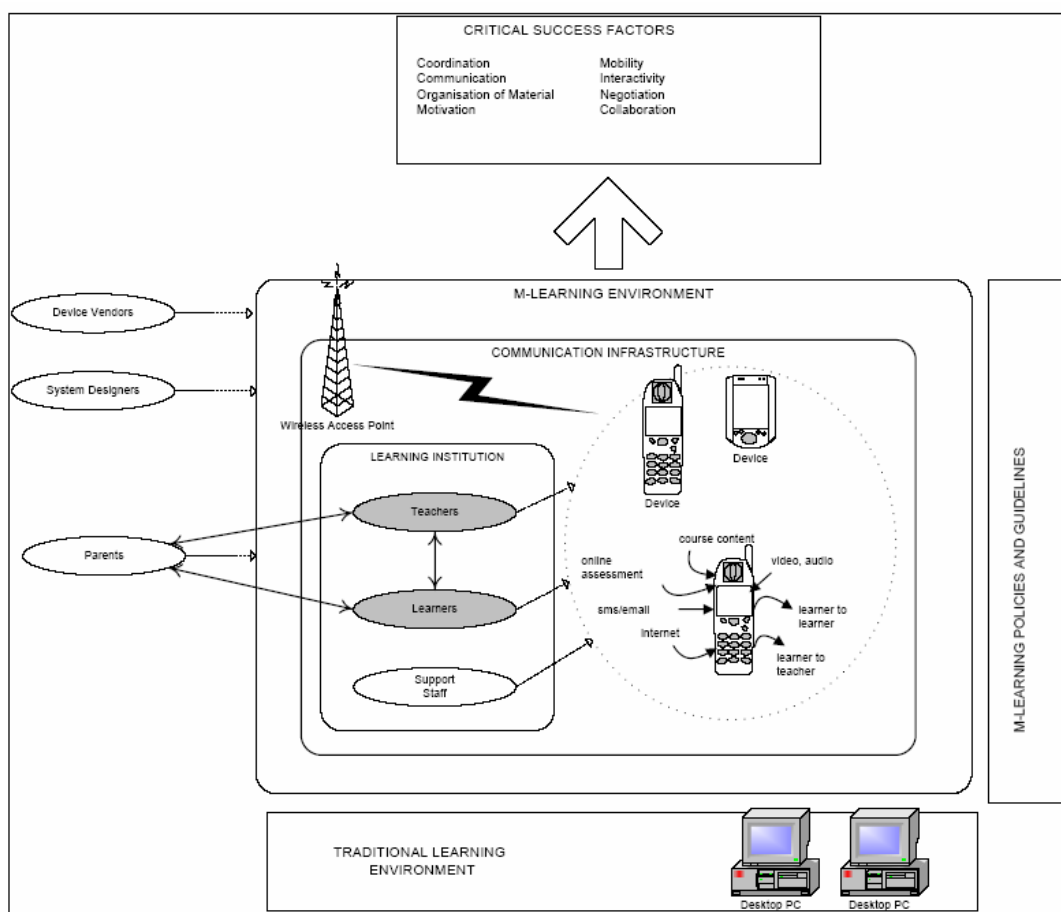 CRITICAL SUCCESS FACTORS
Coordination
Communication
Organisation of Material
Motivation
Mobility
Interactivity
Negotiation
Collaboration
M-LEARNING ENVIRONMENT
Device Vendors
COMMUNICATION INFRASTRUCTURE
System Designers
Wireless Access Point
Device
Device
LEARNING INSTITUTION
Teachers
Parents
Learners
Support
Staff
course content
online
assessment
video, audio
sms/email
learner to
learner
Internet
learner to
teacher
M-LEARNING POLICIES AND GUIDELINES
TRADITIONAL LEARNING
ENVIRONMENT
Desktop PC
Desktop PC